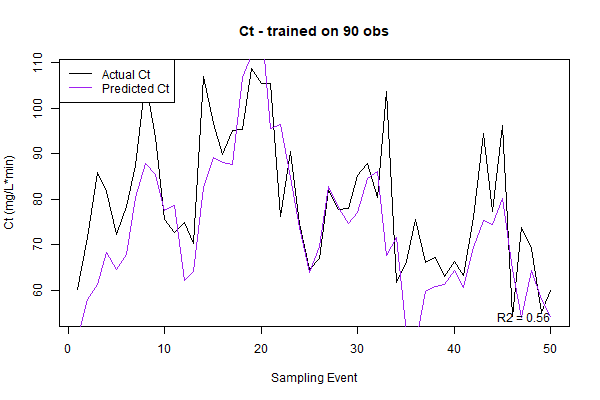 Ct - trained on 90 obs
Actual Ct
Predicted Ct
110
100
90
80
70
60
Ct (mg/L*min)
R2 = 0.56
0 10 20 30 40 50
Sampling Event